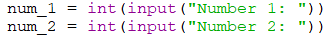 num_1 = int(input("Number 1: "))
num_2 = int(input("Number 2: "))